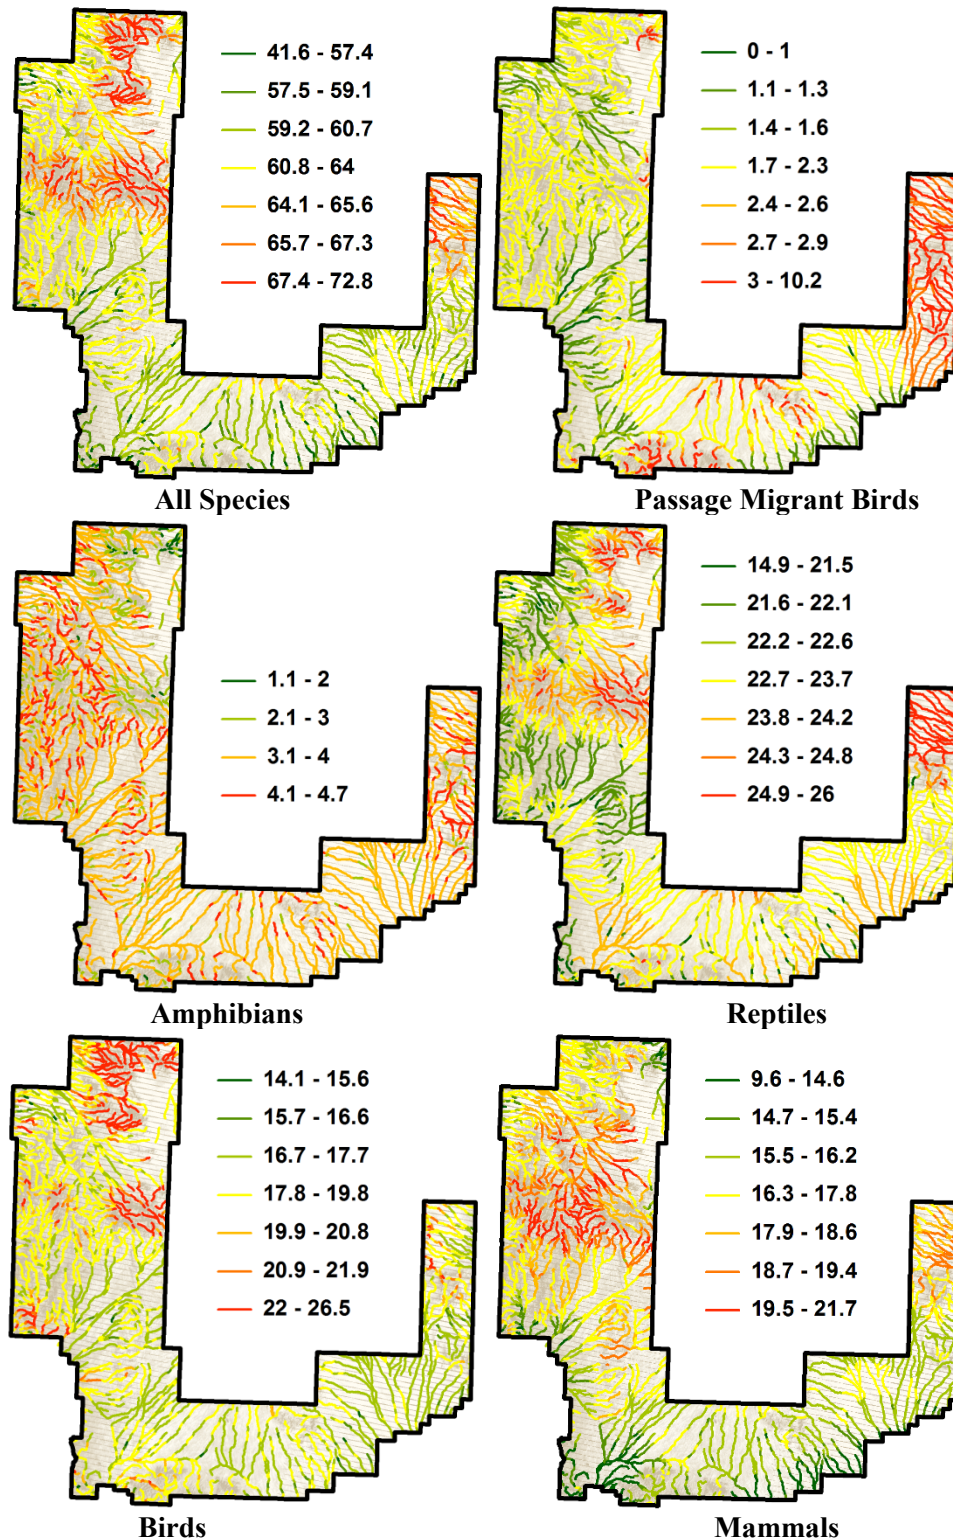 41.6 - 57.4
57.5 - 59.1
59.2 - 60.7
60.8 - 64
64.1 - 65.6
65.7 - 67.3
67.4 - 72.8
All Species
0 - 1
1.1 - 1.3
1.4 - 1.6
1.7 - 2.3
2.4 - 2.6
2.7 - 2.9
3 - 10.2
Passage Migrant Birds
1.1 - 2
2.1 - 3
3.1 - 4
4.1 - 4.7
Amphibians
14.9 - 21.5
21.6 - 22.1
22.2 - 22.6
22.7 - 23.7
23.8 - 24.2
24.3 - 24.8
24.9 - 26
Reptiles
14.1 - 15.6
15.7 - 16.6
16.7 - 17.7
17.8 - 19.8
19.9 - 20.8
20.9 - 21.9
22 - 26.5
Birds
9.6 - 14.6
14.7 - 15.4
15.5 - 16.2
16.3 - 17.8
17.9 - 18.6
18.7 - 19.4
19.5 - 21.7
Mammals